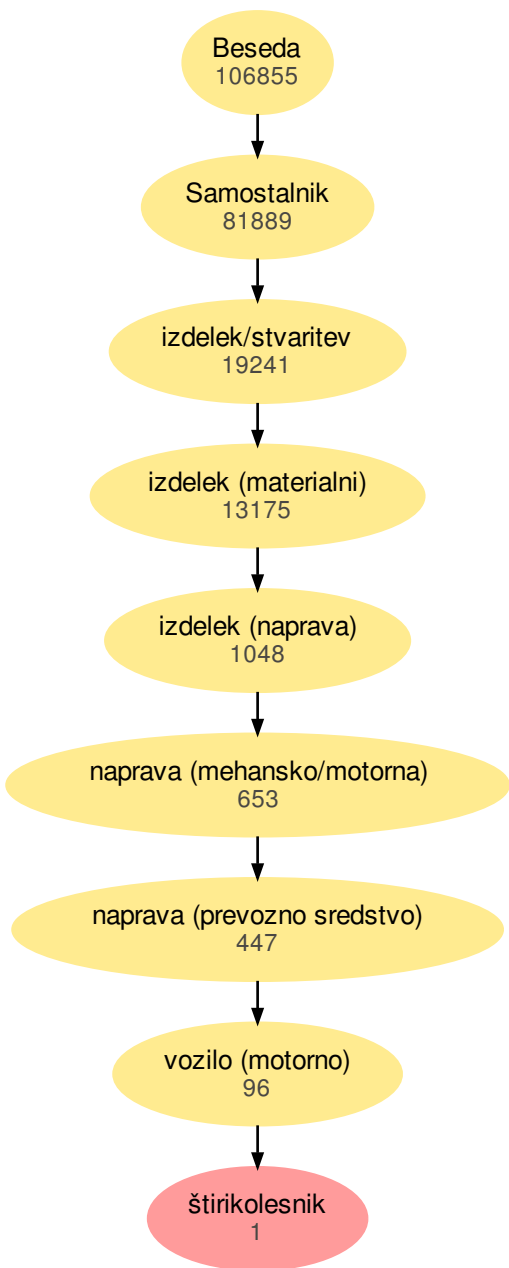 Beseda
106855
Samostalnik
81889
izdelek/stvaritev
19241
izdelek (materialni)
13175
izdelek (naprava)
1048
naprava (mehansko/motorna)
653
naprava (prevozno sredstvo)
447
vozilo (motorno)
96
štirikolesnik
1